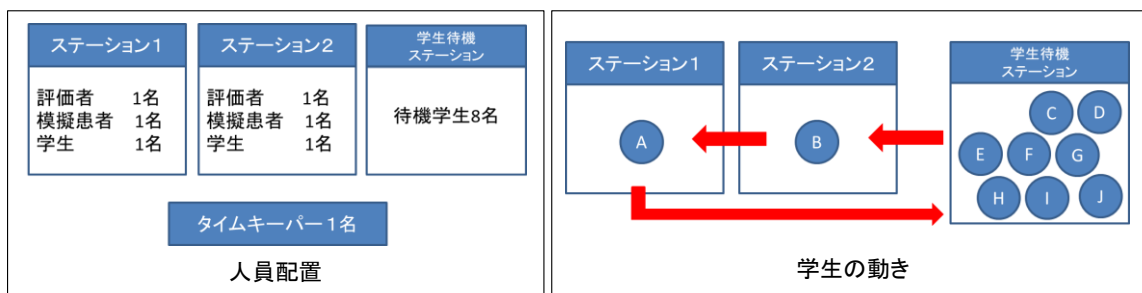 ステーション１
評価者 1名
模擬患者 1名
学生 1名
ステーション２
評価者 1名
模擬患者 1名
学生 1名
学生待機
ステーション
待機学生8名
タイムキーパー１名
人員配置
ステーション１
A
ステーション２
B
学生待機
ステーション
C D
E F G
H I J
学生の動き